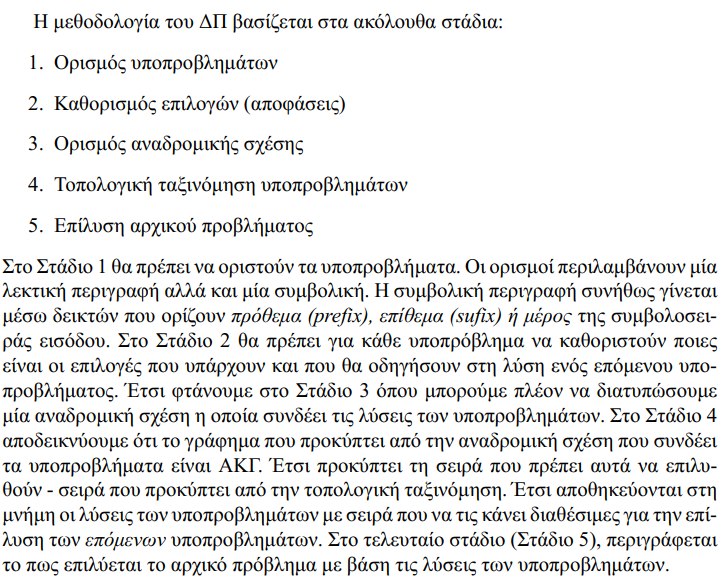 Η μεθοδολογία του ΔΠ βασίζεται στα ακόλουθα στάδια:
1. Ορισμός υποπροβλημάτων
2. Καθορισμός επιλογών (αποφάσεις)
3. Ορισμός αναδρομικής σχέσης
4. Τοπολογική ταξινόμηση υποπροβλημάτων
5. Επίλυση αρχικού προβλήματος
Στο Στάδιο 1 θα πρέπει να οριστούν τα υποπροβλήματα. Οι ορισμοί περιλαμβάνουν μία
λεκτική περιγραφή αλλά και μία συμβολική. Η συμβολική περιγραφή συνήθως γίνεται
μέσω δεικτών που ορίζουν πρόθεμα (prefix), επίθεμα (sufix) ή μέρος της συμβολοσει-
ράς εισόδου. Στο Στάδιο 2 θα πρέπει για κάθε υποπρόβλημα να καθοριστούν ποιες
είναι οι επιλογές που υπάρχουν και που θα οδηγήσουν στη λύση ενός επόμενου υπο-
προβλήματος. Έτσι φτάνουμε στο Στάδιο 3 όπου μπορούμε πλέον να διατυπώσουμε
μία αναδρομική σχέση η οποία συνδέει τις λύσεις των υποπροβλημάτων. Στο Στάδιο 4
αποδεικνύουμε ότι το γράφημα που προκύπτει από την αναδρομική σχέση που συνδέει
τα υποπροβλήματα είναι ΑΚΓ. Έτσι προκύπτει τη σειρά που πρέπει αυτά να επιλυ-
θούν - σειρά που προκύπτει από την τοπολογική ταξινόμηση. Έτσι αποθηκεύονται στη
μνήμη οι λύσεις των υποπροβλημάτων με σειρά που να τις κάνει διαθέσιμες για την επί-
λυση των επόμενων υποπροβλημάτων. Στο τελευταίο στάδιο (Στάδιο 5), περιγράφεται
το πως επιλύεται το αρχικό πρόβλημα με βάση τις λύσεις των υποπροβλημάτων.